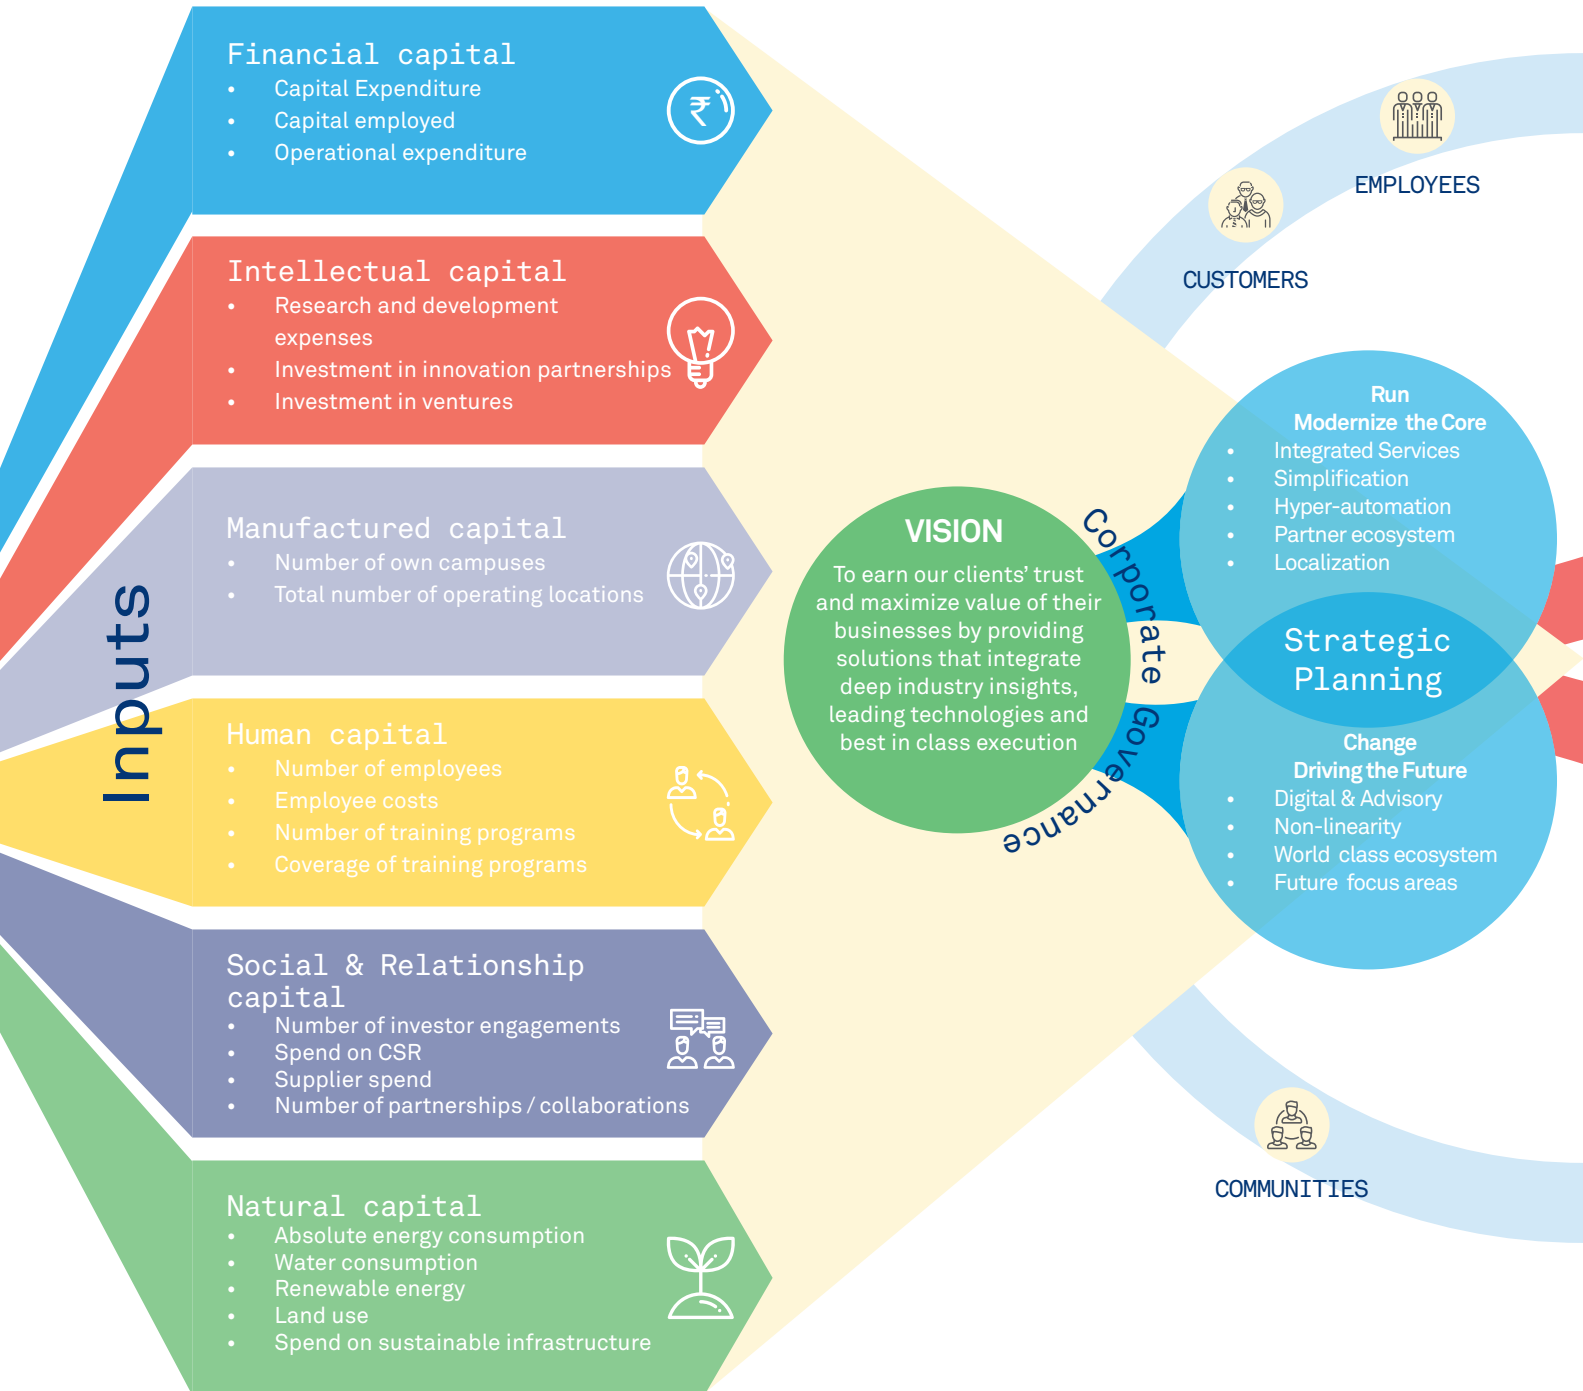 Inputs
Financial capital
• Capital Expenditure
• Capital employed
• Operational expenditure
₹
Intellectual capital
• Research and development
expenses
• Investment in innovation partnerships
• Investment in ventures
Manufactured capital
• Number of own campuses
• Total number of operating locations
Human capital
• Number of employees
• Employee costs
• Number of training programs
• Coverage of training programs
Social & Relationship
capital
• Number of investor engagements
• Spend on CSR
• Supplier spend
• Number of partnerships / collaborations
Natural capital
• Absolute energy consumption
• Water consumption
• Renewable energy
• Land use
• Spend on sustainable infrastructure
VISION
To earn our clients’ trust
and maximize value of their
businesses by providing
solutions that integrate
deep industry insights,
leading technologies and
best in class execution
Corporate Governance
EMPLOYEES
CUSTOMERS
Run
Modernize the Core
• Integrated Services
• Simplification
• Hyper-automation
• Partner ecosystem
• Localization
Strategic
Planning
Change
Driving the Future
• Digital & Advisory
• Non-linearity
• World class ecosystem
• Future focus areas
COMMUNITIES